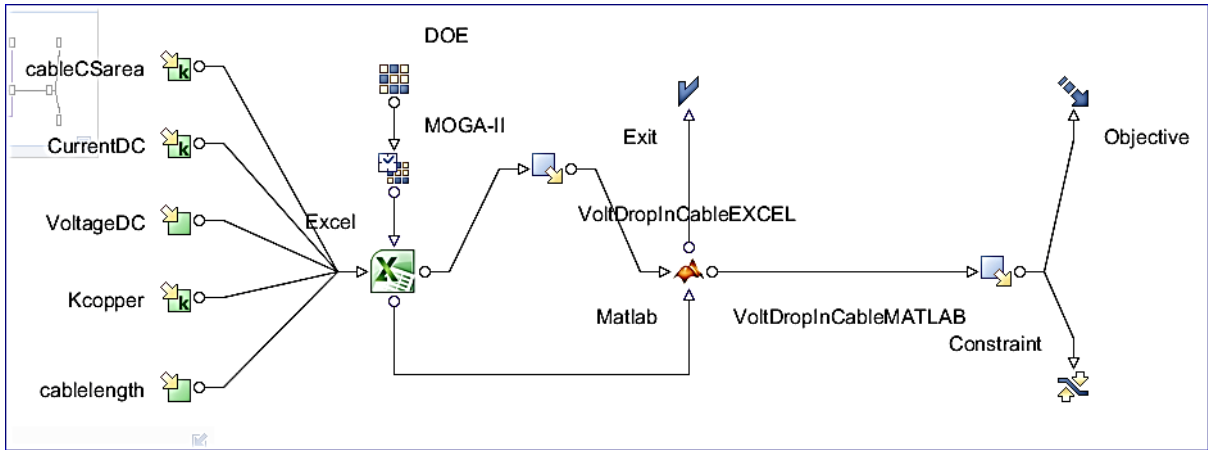 DOE
cableCSarea
k
MOGA-II
Exit
Objective
CurrentDC
k
VoltageDC
Excel
VoltDropInCableEXCEL
X
Kcopper
k
Matlab
VoltDropInCableMATLAB
Constraint
cablelength